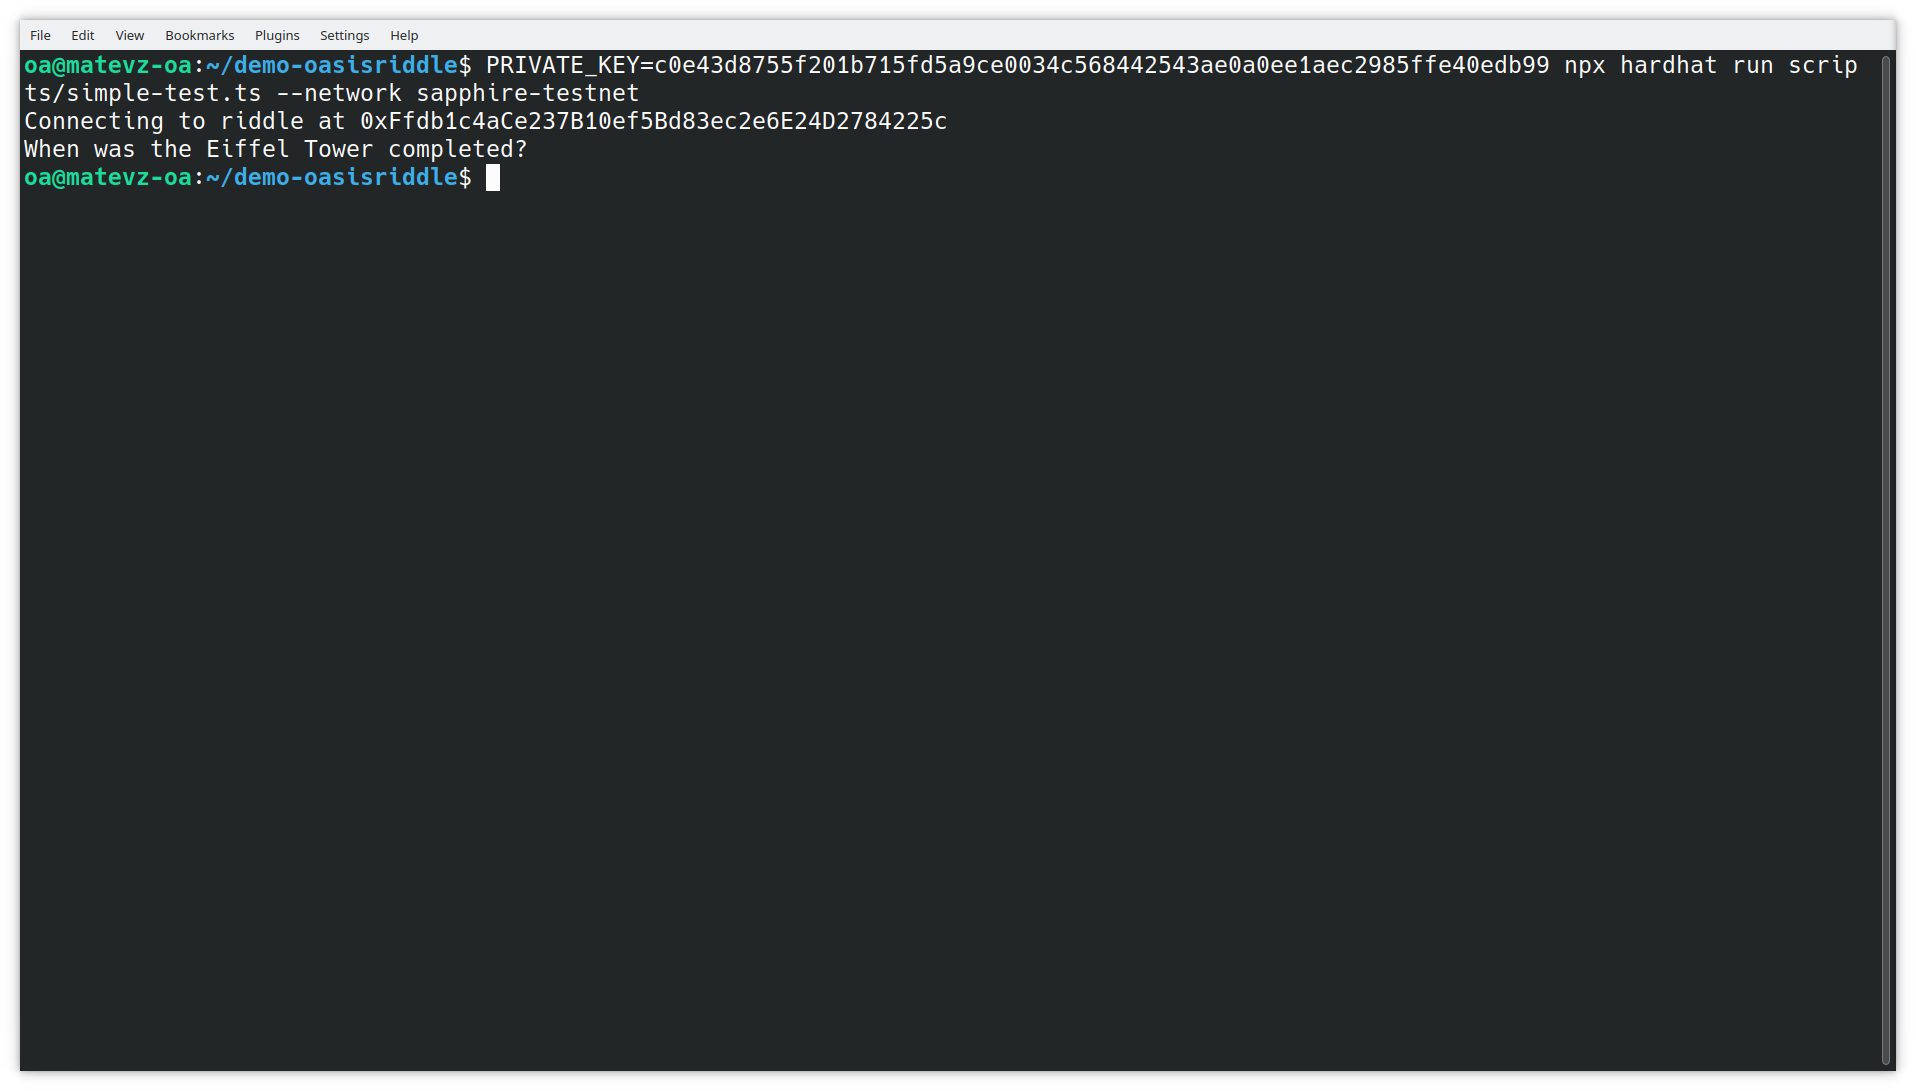 File Edit View Bookmarks Plugins Settings Help
oa@matevz-oa:~/demo-oasisriddle$ PRIVATE_KEY=c0e43d8755f201b715fd5a9ce0034c568442543ae0a0ee1aec2985ffe40edb99 npx hardhat run scrip
ts/simple-test.ts --network sapphire-testnet
Connecting to riddle at 0xFfdb1c4aCe237B10ef5Bd83ec2e6E24D2784225c
When was the Eiffel Tower completed?
oa@matevz-oa:~/demo-oasisriddle$